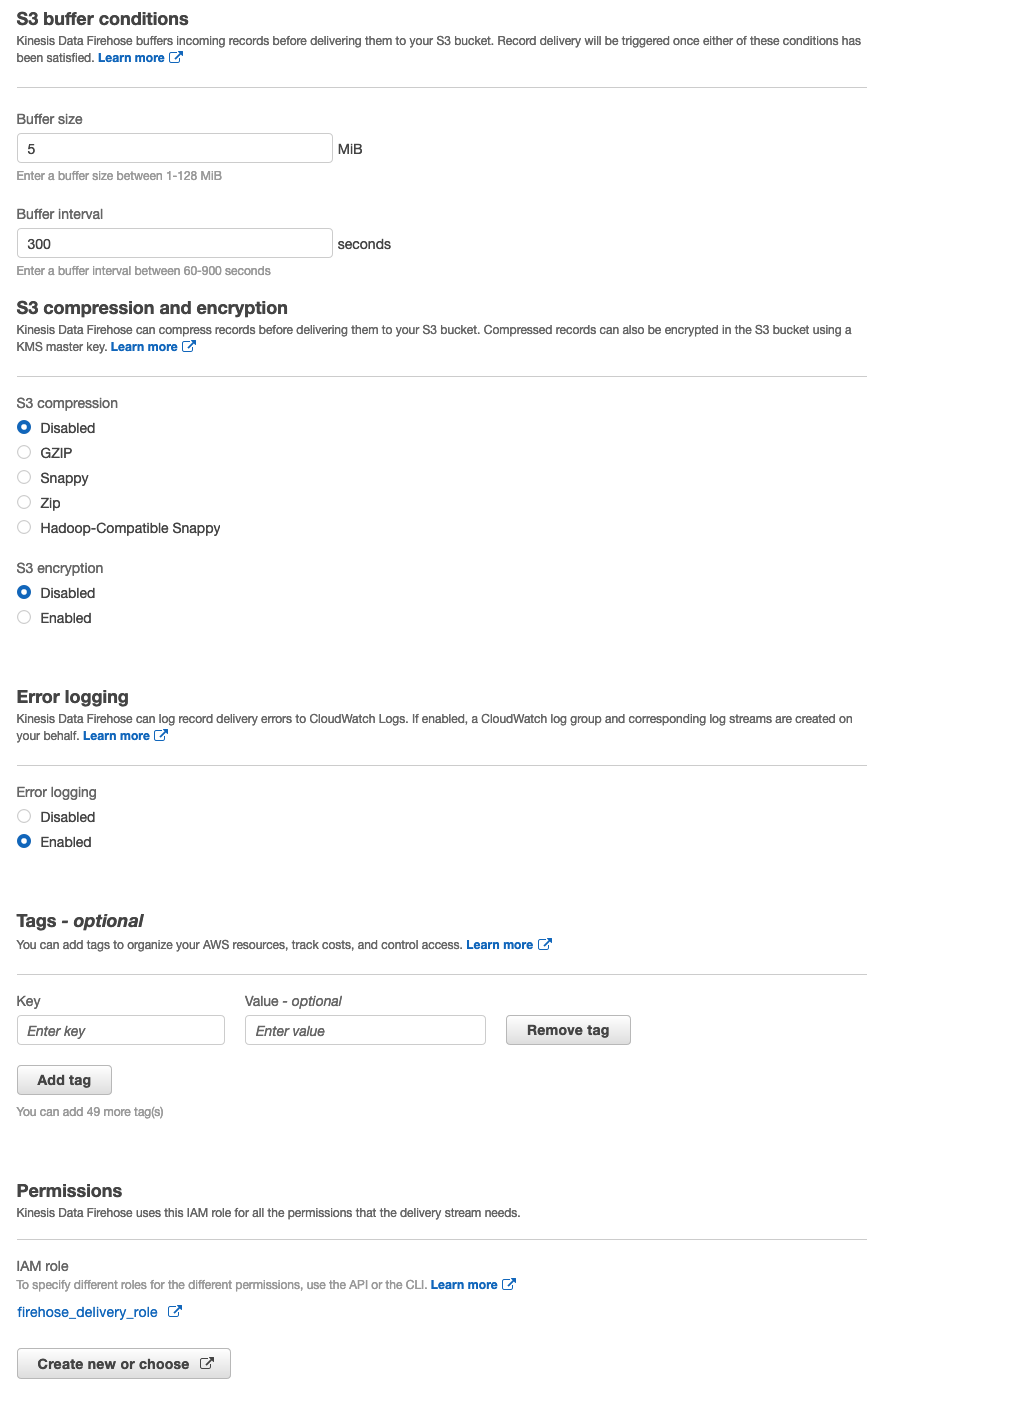 S3 buffer conditions
Kinesis Data Firehose buffers incoming records before delivering them to your S3 bucket. Record delivery will be triggered once either of these conditions has
been satisfied. Learn more
Buffer size
5 MiB
Enter a buffer size between 1-128 MiB
Buffer interval
300 seconds
Enter a buffer interval between 60-900 seconds
S3 compression and encryption
Kinesis Data Firehose can compress records before delivering them to your S3 bucket. Compressed records can also be encrypted in the S3 bucket using a
KMS master key. Learn more
S3 compression
Disabled
GZIP
Snappy
Zip
Hadoop-Compatible Snappy
S3 encryption
Disabled
Enabled
Error logging
Kinesis Data Firehose can log record delivery errors to CloudWatch Logs. If enabled, a CloudWatch log group and corresponding log streams are created on
your behalf. Learn more
Error logging
Disabled
Enabled
Tags - optional
You can add tags to organize your AWS resources, track costs, and control access. Learn more
Key Value - optional
Enter key Enter value Remove tag
Add tag
You can add 49 more tag(s)
Permissions
Kinesis Data Firehose uses this IAM role for all the permissions that the delivery stream needs.
IAM role
To specify different roles for the different permissions, use the API or the CLI. Learn more
firehose_delivery_role
Create new or choose